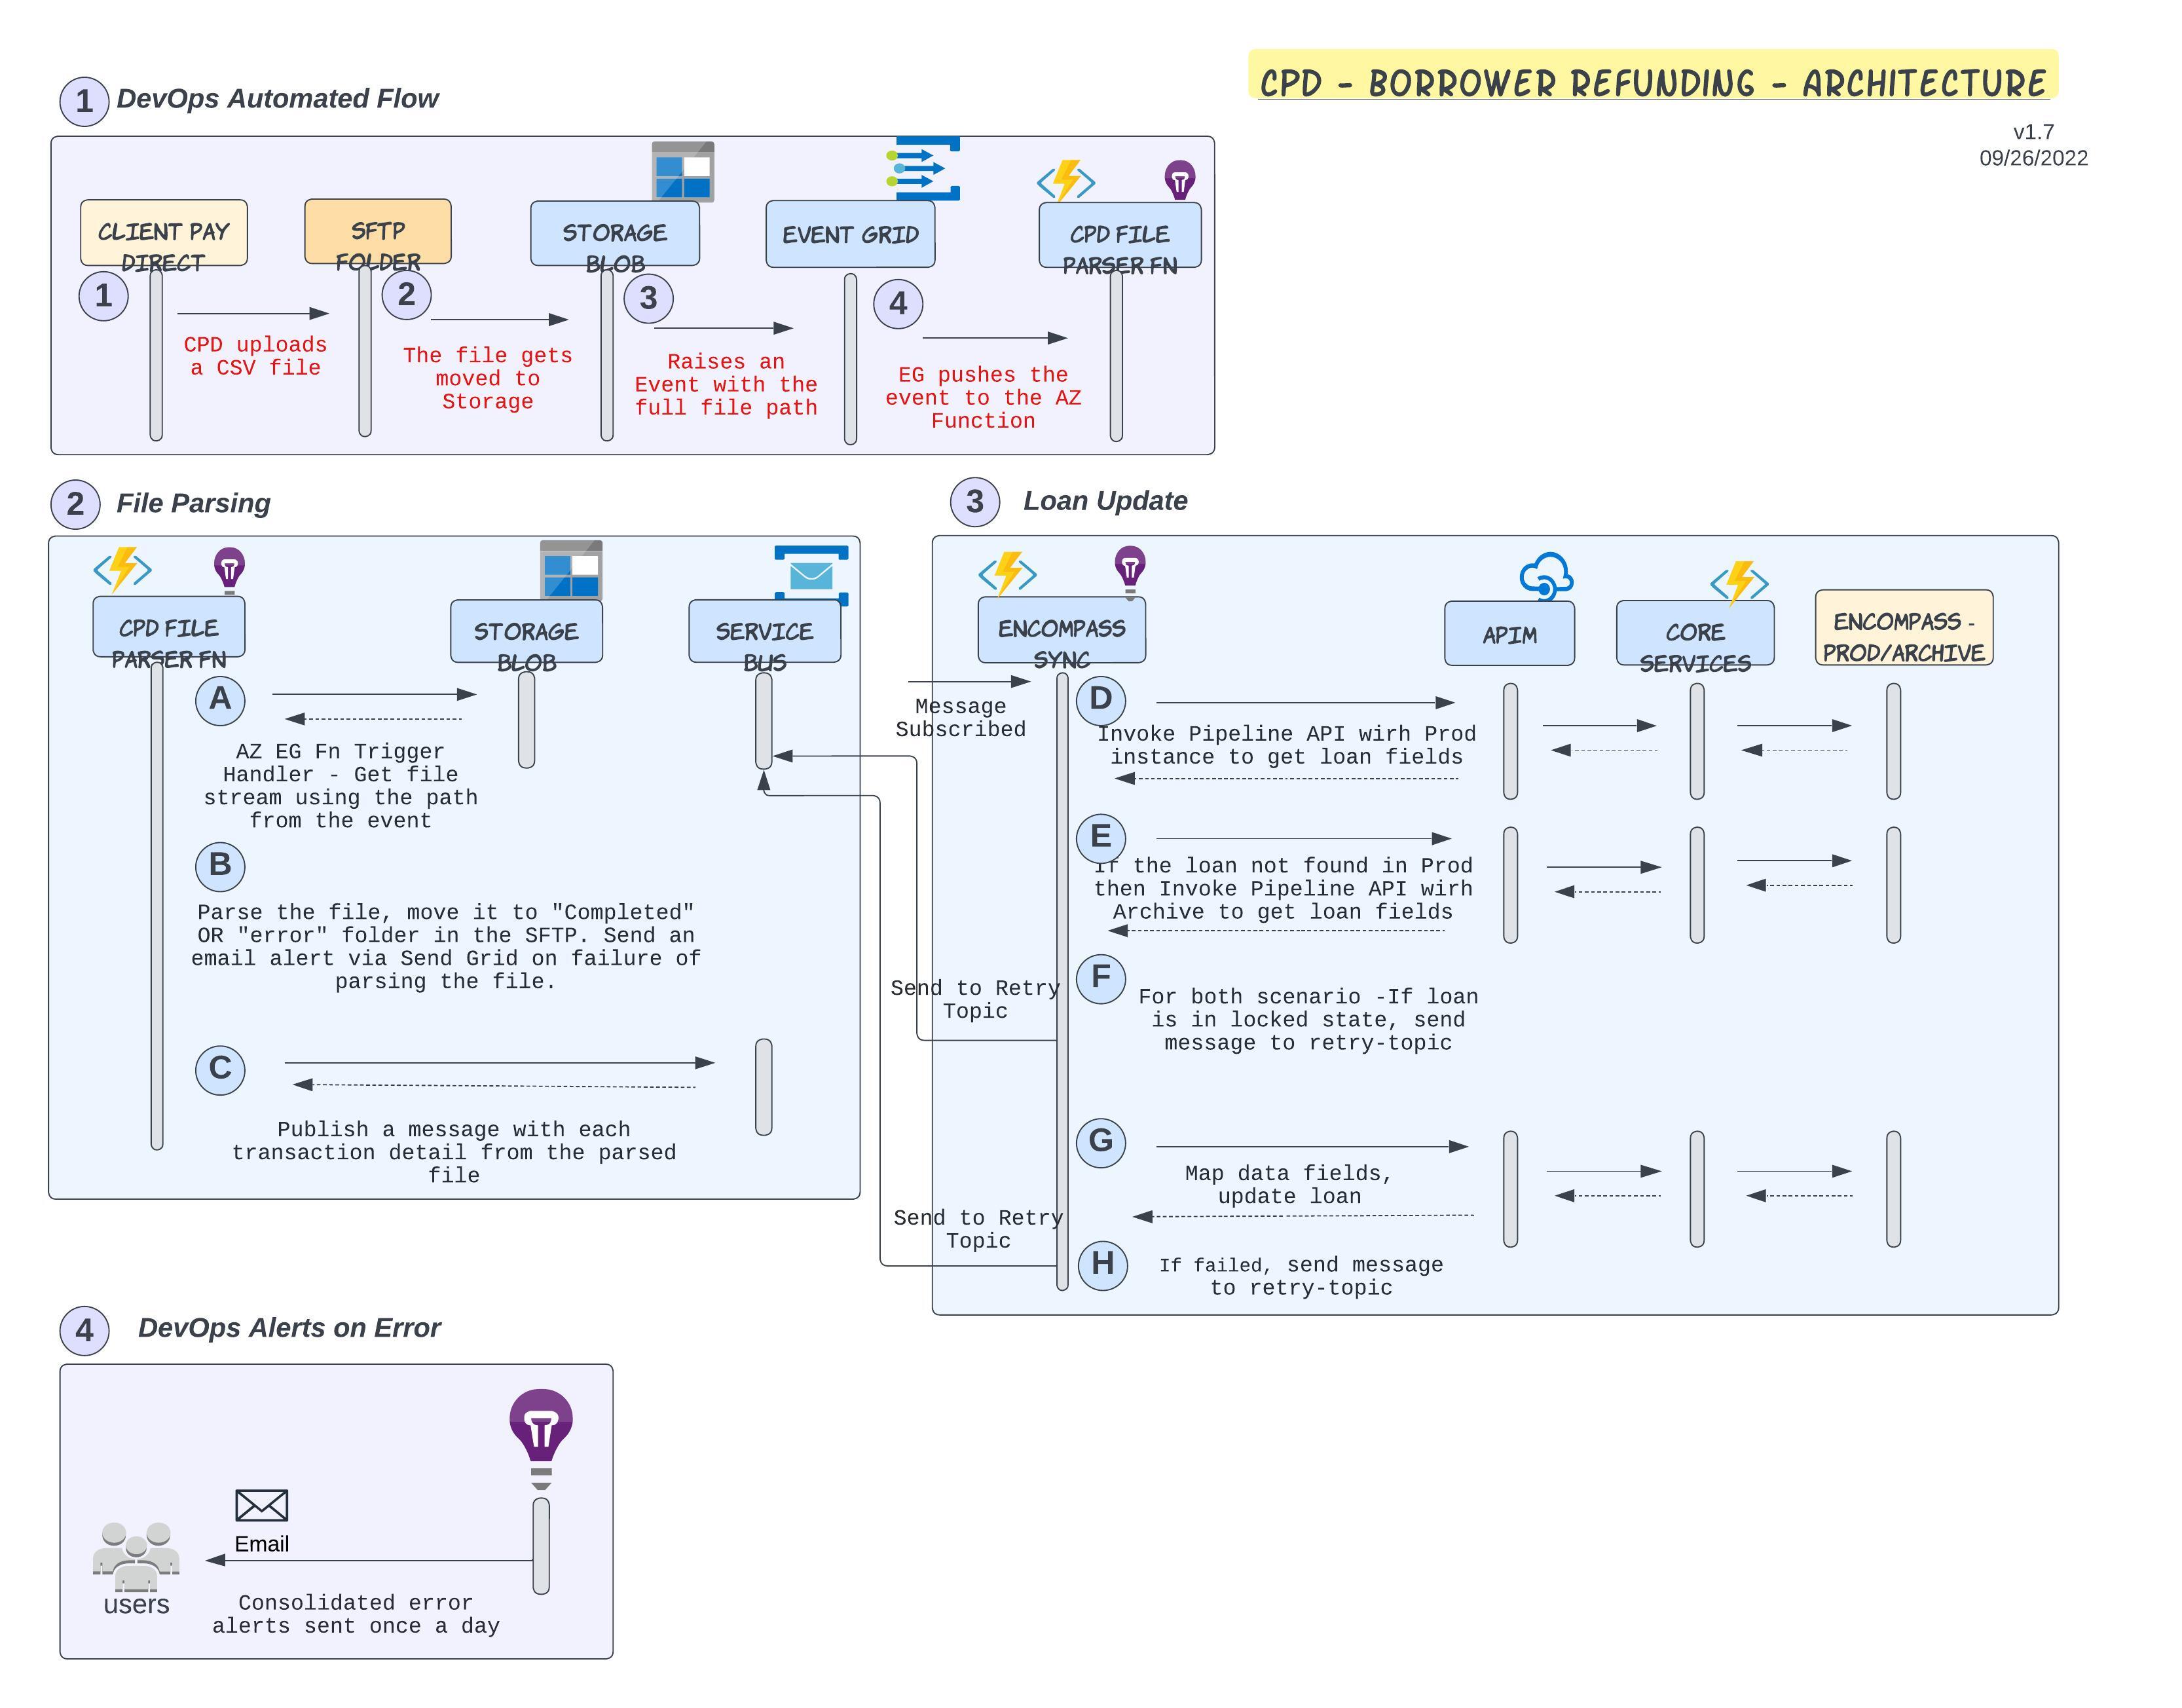 CPD - BORROWER REFUNDING - ARCHITECTURE
v1.7
09/26/2022
1
DevOps Automated Flow
CLIENT PAY
DIRECT
SFTP
FOLDER
STORAGE
BLOB
EVENT GRID
CPD FILE
PARSER FN
1
CPD uploads
a CSV file
2
The file gets
moved to
Storage
3
Raises an
Event with the
full file path
4
EG pushes the
event to the AZ
Function
2
File Parsing
CPD FILE
PARSER FN
STORAGE
BLOB
SERVICE
BUS
A
AZ EG Fn Trigger
Handler - Get file
stream using the path
from the event
B
Parse the file, move it to "Completed"
OR "error" folder in the SFTP. Send an
email alert via Send Grid on failure of
parsing the file.
C
Publish a message with each
transaction detail from the parsed
file
3
Loan Update
ENCOMPASS
SYNC
APIM
CORE
SERVICES
ENCOMPASS -
PROD/ARCHIVE
Message
Subscribed
D
Invoke Pipeline API wirh Prod
instance to get loan fields
E
If the loan not found in Prod
then Invoke Pipeline API wirh
Archive to get loan fields
F
Send to Retry
Topic
For both scenario -If loan
is in locked state, send
message to retry-topic
G
Map data fields,
update loan
Send to Retry
Topic
H
If failed, send message
to retry-topic
4
DevOps Alerts on Error
Email
users
Consolidated error
alerts sent once a day